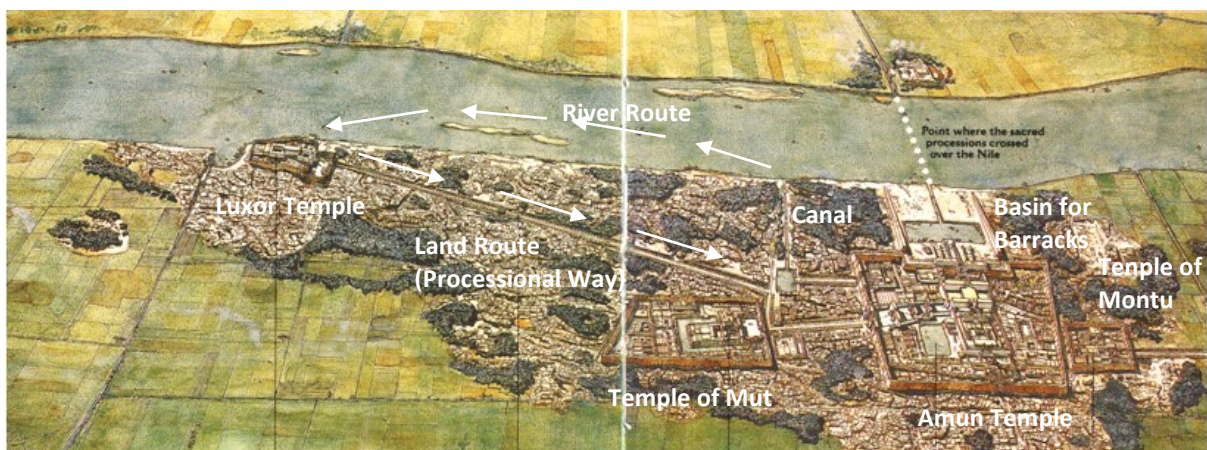 River Route
Point where the sacred
processions crossed
over the Nile
Luxor Temple
Land Route
(Processional Way)
Canal
Basin for
Barracks
Tenple of
Montu
Temple of Mut
Amun Temple